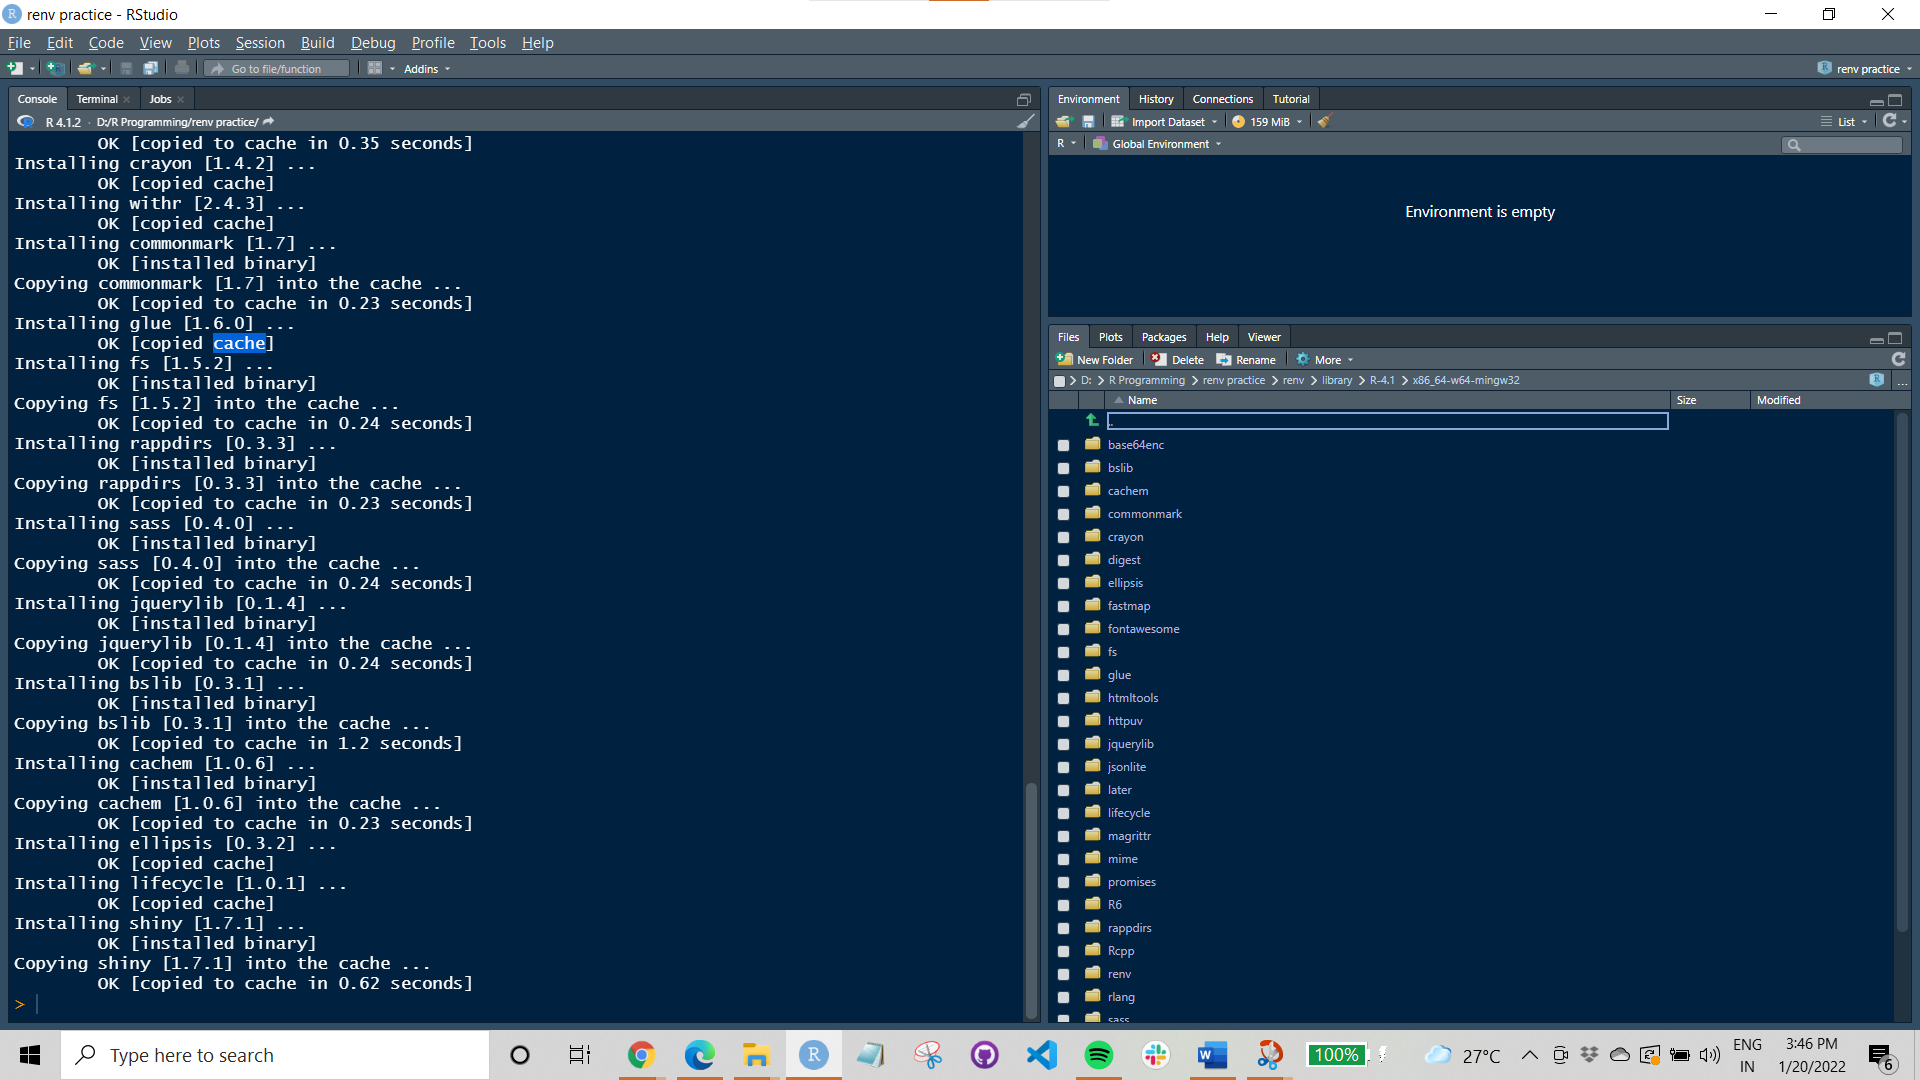 renv practice - RStudio
File Edit Code View Plots Session Build Debug Profile Tools Help
Go to file/function Addins renv practice
Console Terminal Jobs
R 4.1.2 · D:/R Programming/renv practice/
OK [copied to cache in 0.35 seconds]
Installing crayon [1.4.2] ...
OK [copied cache]
Installing withr [2.4.3] ...
OK [copied cache]
Installing commonmark [1.7] ...
OK [installed binary]
Copying commonmark [1.7] into the cache ...
OK [copied to cache in 0.23 seconds]
Installing glue [1.6.0] ...
OK [copied cache]
Installing fs [1.5.2] ...
OK [installed binary]
Copying fs [1.5.2] into the cache ...
OK [copied to cache in 0.24 seconds]
Installing rappdirs [0.3.3] ...
OK [installed binary]
Copying rappdirs [0.3.3] into the cache ...
OK [copied to cache in 0.23 seconds]
Installing sass [0.4.0] ...
OK [installed binary]
Copying sass [0.4.0] into the cache ...
OK [copied to cache in 0.24 seconds]
Installing jquerylib [0.1.4] ...
OK [installed binary]
Copying jquerylib [0.1.4] into the cache ...
OK [copied to cache in 0.24 seconds]
Installing bslib [0.3.1] ...
OK [installed binary]
Copying bslib [0.3.1] into the cache ...
OK [copied to cache in 1.2 seconds]
Installing cachem [1.0.6] ...
OK [installed binary]
Copying cachem [1.0.6] into the cache ...
OK [copied to cache in 0.23 seconds]
Installing ellipsis [0.3.2] ...
OK [copied cache]
Installing lifecycle [1.0.1] ...
OK [copied cache]
Installing shiny [1.7.1] ...
OK [installed binary]
Copying shiny [1.7.1] into the cache ...
OK [copied to cache in 0.62 seconds]
>
Environment History Connections Tutorial
Import Dataset 159 MiB List
R Global Environment
Environment is empty
Files Plots Packages Help Viewer
New Folder Delete Rename More
D: R Programming renv practice renv library R-4.1 x86_64-w64-mingw32 ...
Name Size Modified
..
base64enc
bslib
cachem
commonmark
crayon
digest
ellipsis
fastmap
fontawesome
fs
glue
htmltools
httpuv
jquerylib
jsonlite
later
lifecycle
magrittr
mime
promises
R6
rappdirs
Rcpp
renv
rlang
sass
Type here to search
100%
27°C
ENG
IN
3:46 PM
1/20/2022
6